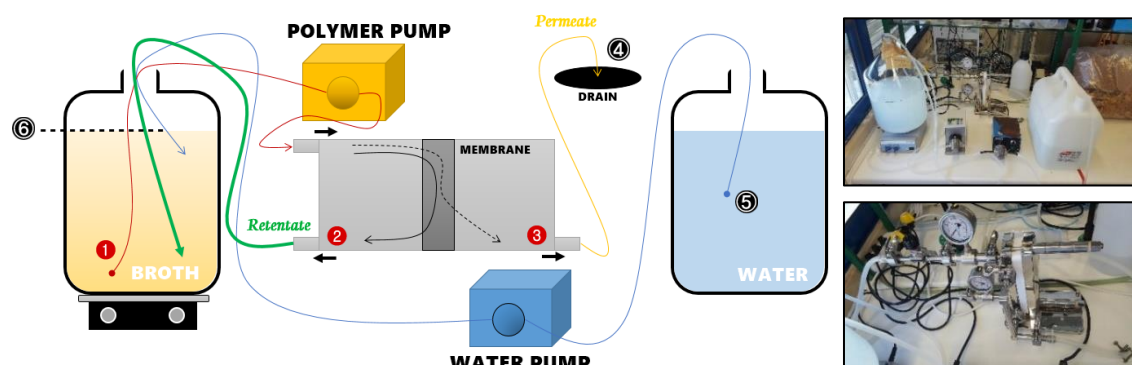 POLYMER PUMP
Permeate
4
DRAIN
6
MEMBRANE
5
Retentate
2
3
1
BROTH
WATER
WATER PUMP